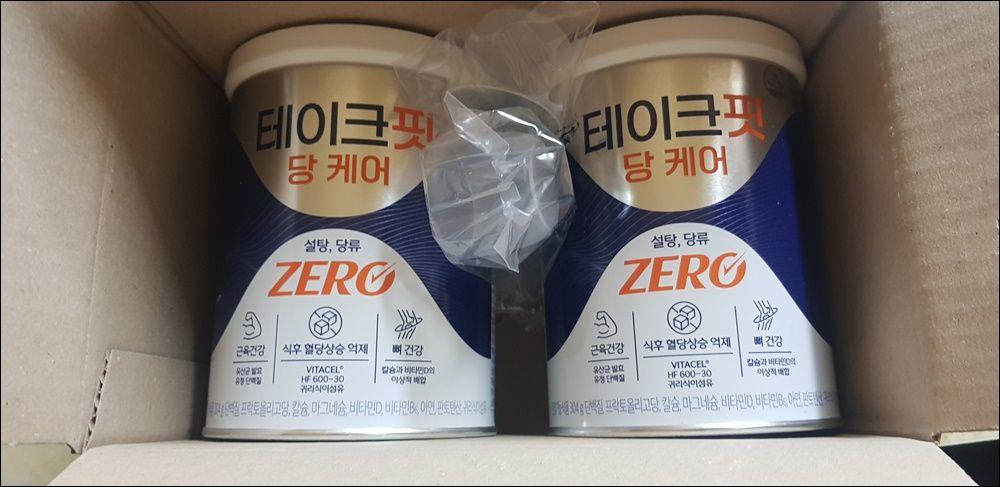 테이크핏
당 케어
설탕, 당류
ZERO
근육건강
유산균 발효
유청 단백질
식후 혈당상승 억제
VITACEL®
HF 600-30
귀리식이섬유
뼈 건강
칼슘과 비타민D의
이상적 배합
304 g 단백질, 프락토올리고당, 칼슘, 마그네슘, 비타민D, 비타민B₆, 아연, 판토텐산, 귀리식이섬유
테이크핏
당 케어
설탕, 당류
ZERO
근육건강
유산균 발효
유청 단백질
식후 혈당상승 억제
VITACEL®
HF 600-30
귀리식이섬유
뼈 건강
칼슘과 비타민D의
이상적 배합
304 g 단백질, 프락토올리고당, 칼슘, 마그네슘, 비타민D, 비타민B₆, 아연, 판토텐산